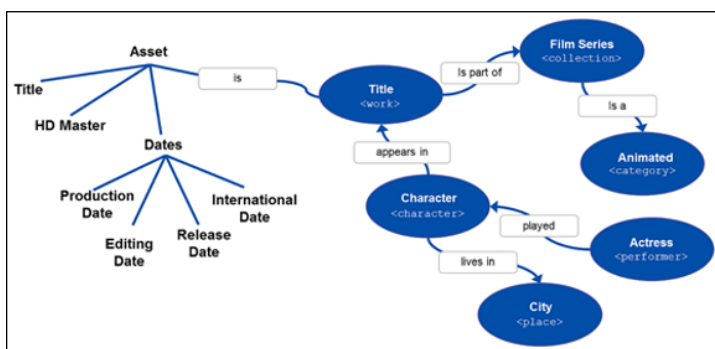 Asset
is
Title
HD Master
Dates
Production
Date
Editing
Date
Release
Date
International
Date
Title
<work>
Is part of
Film Series
<collection>
Is a
Animated
<category>
appears in
Character
<character>
played
Actress
<performer>
lives in
City
<place>